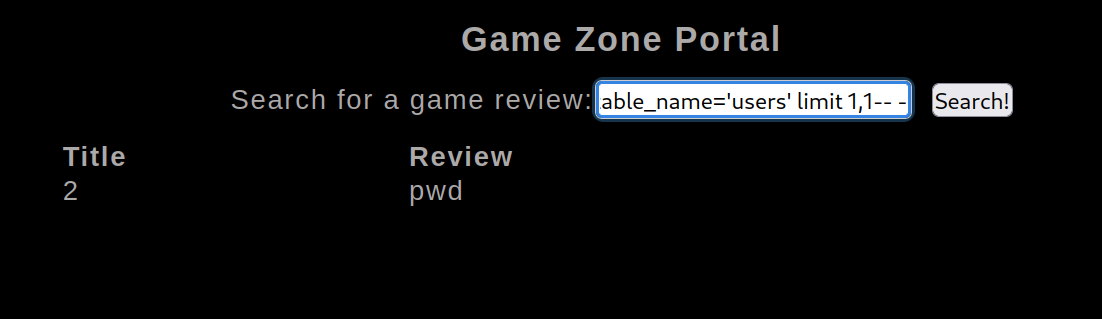 Game Zone Portal
Search for a game review: able_name='users' limit 1,1-- - Search!
Title Review
2 pwd